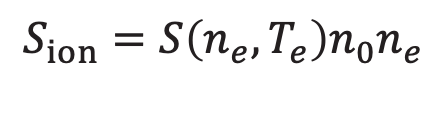 S_ion = S(n_e, T_e)n_0n_e